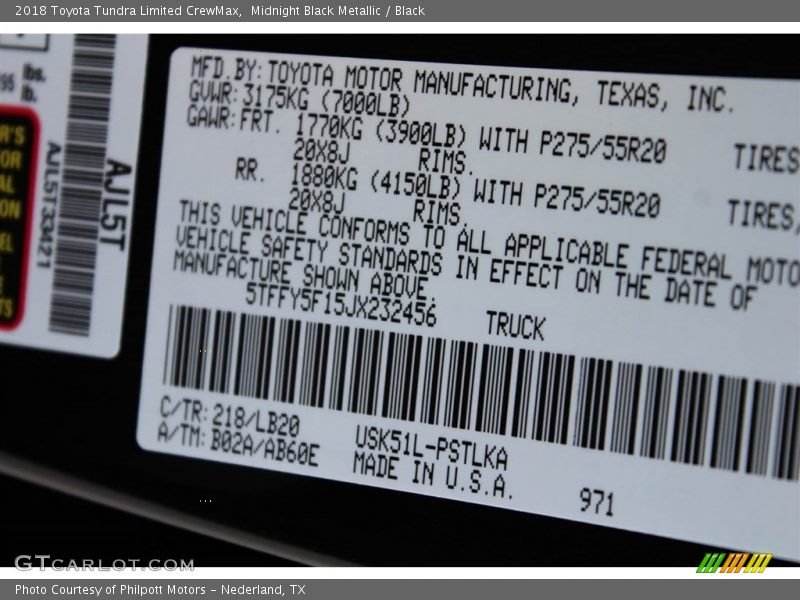 2018 Toyota Tundra Limited CrewMax,  Midnight Black Metallic / Black
lbs.
lb.
AJL5T33421
AJL5T
MFD.BY:TOYOTA MOTOR MANUFACTURING, TEXAS, INC.
GVWR:3175KG (7000LB)
GAWR:FRT. 1770KG (3900LB) WITH P275/55R20 TIRES
20X8J RIMS.
RR. 1880KG (4150LB) WITH P275/55R20 TIRES,
20X8J RIMS.
THIS VEHICLE CONFORMS TO ALL APPLICABLE FEDERAL MOTO
VEHICLE SAFETY STANDARDS IN EFFECT ON THE DATE OF
MANUFACTURE SHOWN ABOVE.
5TFFY5F15JX232456 TRUCK
C/TR:218/LB20 USK51L-PSTLKA
A/TM:B02A/AB60E MADE IN U.S.A. 971
GTCARLOT.COM
Photo Courtesy of Philpott Motors - Nederland, TX